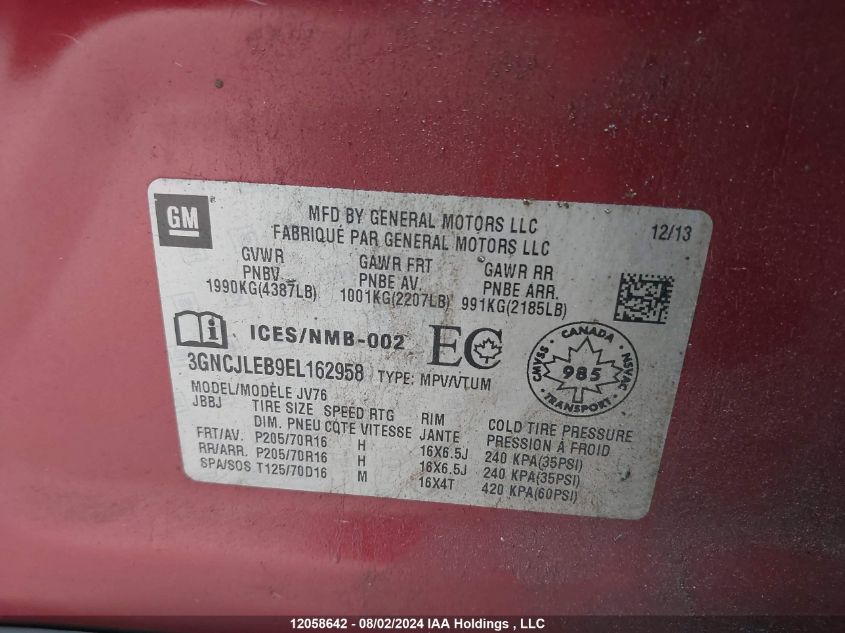 GM
MFD BY GENERAL MOTORS LLC
FABRIQUÉ PAR GENERAL MOTORS LLC
12/13
GVWR GAWR FRT GAWR RR
PNBV PNBE AV. PNBE ARR.
1990KG(4387LB) 1001KG(2207LB) 991KG(2185LB)
i ICES/NMB-002 EC
3GNCJLEB9EL162958 TYPE: MPV/VTUM
CANADA
CMVSS 985 NSVAC
TRANSPORT
MODEL/MODÈLE JV76
JBBJ TIRE SIZE SPEED RTG RIM COLD TIRE PRESSURE
DIM. PNEU COTE VITESSE JANTE PRESSION À FROID
FRT/AV. P205/70R16 H 16X6.5J 240 KPA(35PSI)
RR/ARR. P205/70R16 H 16X6.5J 240 KPA(35PSI)
SPA/SOS T125/70D16 M 16X4T 420 KPA(60PSI)
12058642 - 08/02/2024 IAA Holdings , LLC